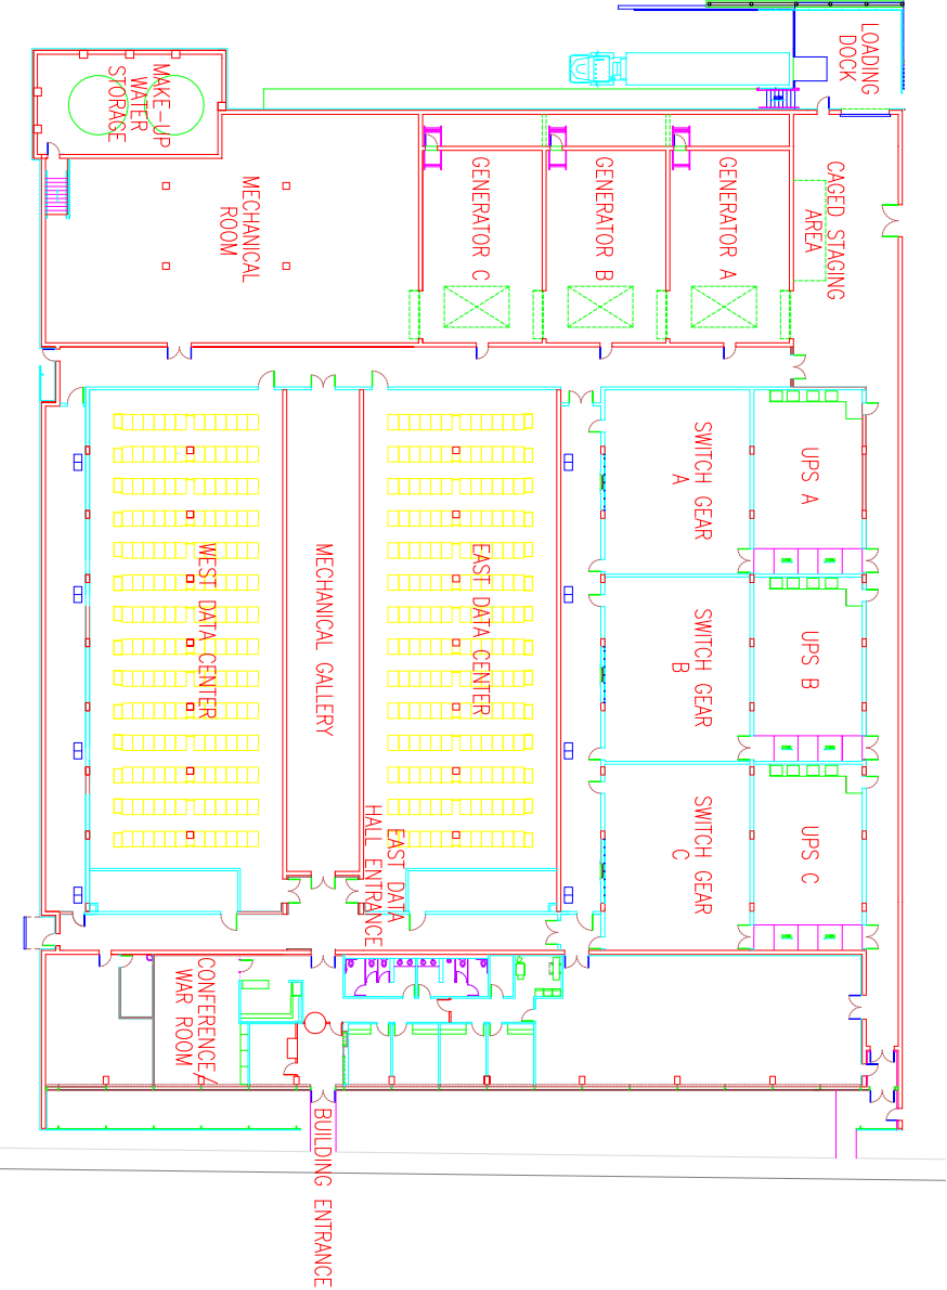 LOADING
DOCK
MAKE-UP
WATER
STORAGE
MECHANICAL
ROOM
GENERATOR C
GENERATOR B
GENERATOR A
CAGED STAGING
AREA
WEST DATA CENTER
MECHANICAL GALLERY
EAST DATA CENTER
SWITCH GEAR
A
UPS A
SWITCH GEAR
B
UPS B
SWITCH GEAR
C
UPS C
EAST DATA
HALL ENTRANCE
CONFERENCE/
WAR ROOM
BUILDING ENTRANCE